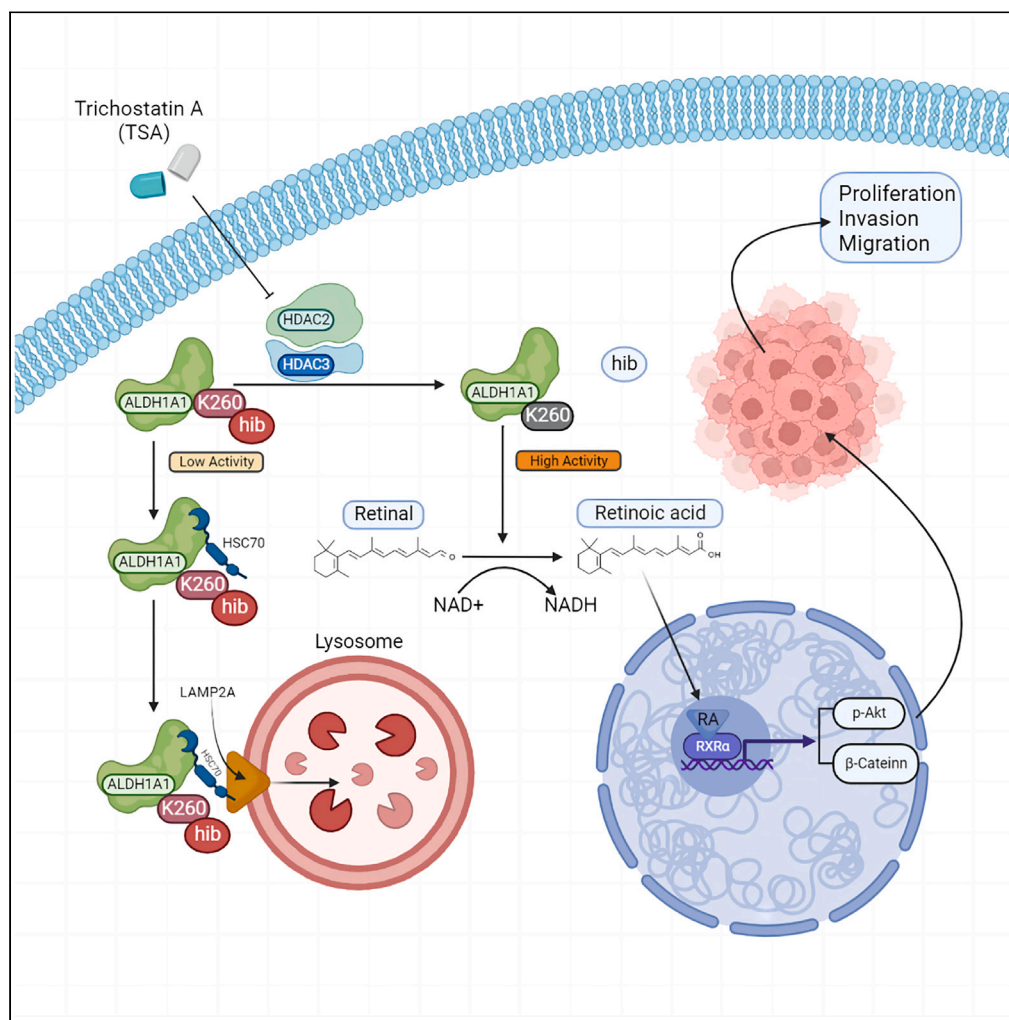 Trichostatin A
(TSA)
Proliferation
Invasion
Migration
HDAC2
HDAC3
ALDH1A1
K260
hib
ALDH1A1
K260
hib
Low Activity
High Activity
HSC70
ALDH1A1
K260
hib
Retinal
Retinoic acid
O
O
OH
NAD+
NADH
Lysosome
LAMP2A
HSC70
ALDH1A1
K260
hib
RA
RXRα
p-Akt
β-Cateinn